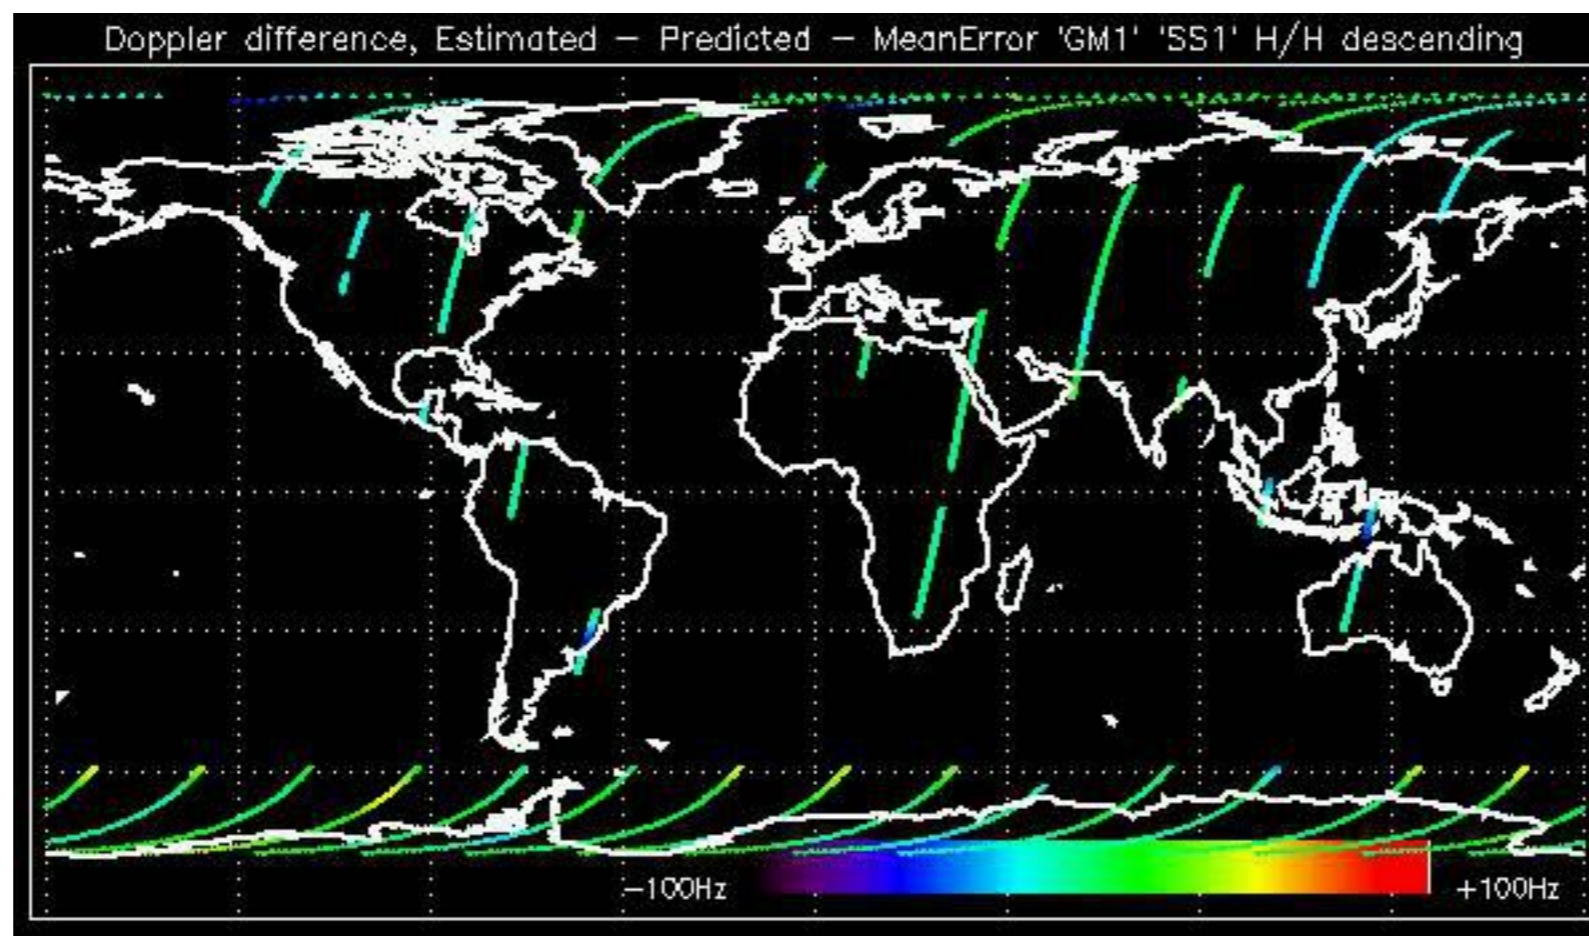 Doppler difference, Estimated − Predicted − MeanError 'GM1' 'SS1' H/H descending
−100Hz
+100Hz